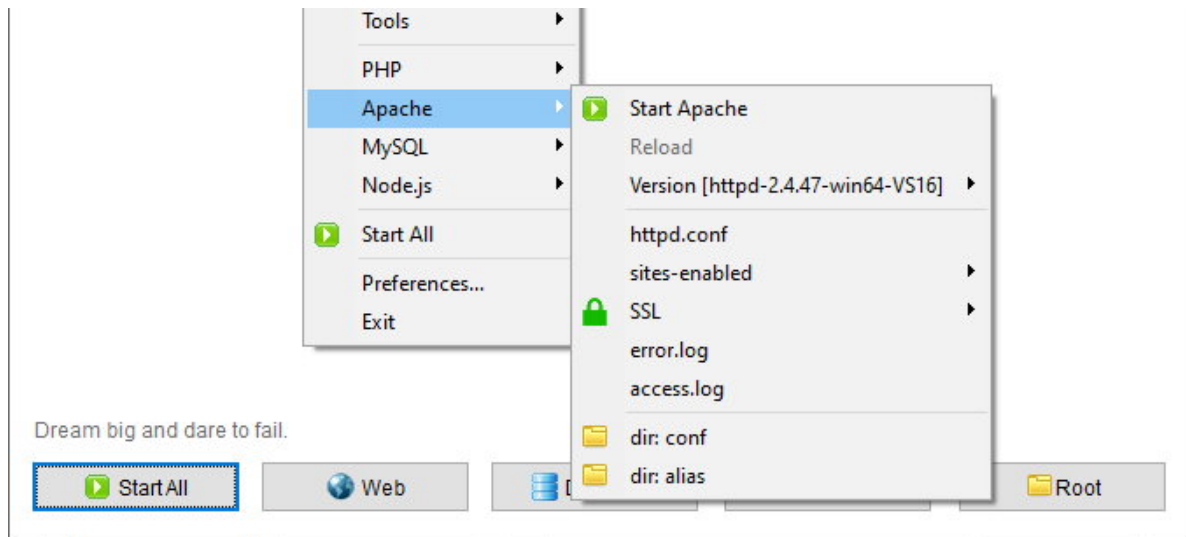 Tools
PHP
Apache
MySQL
Node.js
Start All
Preferences...
Exit
Start Apache
Reload
Version [httpd-2.4.47-win64-VS16]
httpd.conf
sites-enabled
SSL
error.log
access.log
dir: conf
dir: alias
Dream big and dare to fail.
Start All
Web
Root